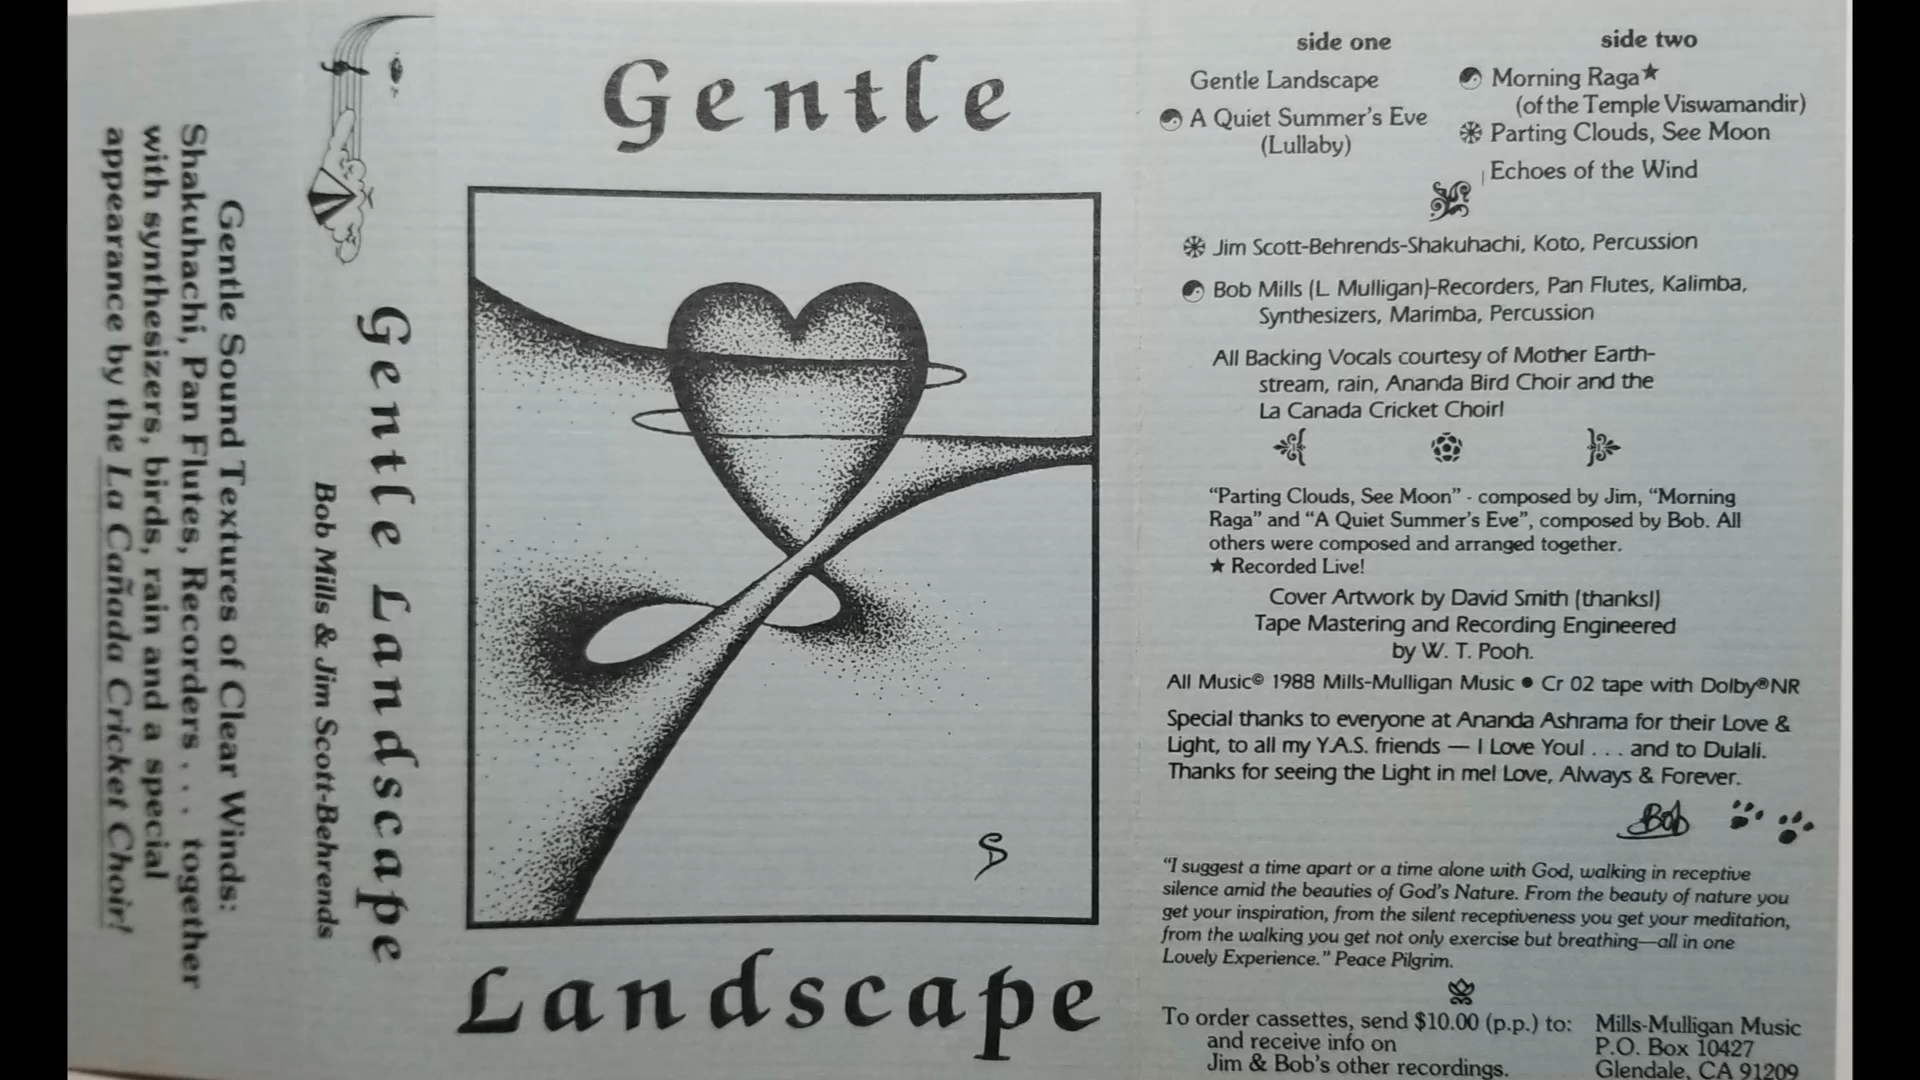 Gentle Sound Textures of Clear Winds:
Shakuhachi, Pan Flutes, Recorders . . . together
with synthesizers, birds, rain and a special
appearance by the La Cañada Cricket Choir!
Gentle Landscape
Bob Mills & Jim Scott-Behrends
Gentle
Landscape
side one
Gentle Landscape
A Quiet Summer's Eve
(Lullaby)
side two
Morning Raga★
(of the Temple Viswamandir)
Parting Clouds, See Moon
Echoes of the Wind
Jim Scott-Behrends-Shakuhachi, Koto, Percussion
Bob Mills (L. Mulligan)-Recorders, Pan Flutes, Kalimba,
Synthesizers, Marimba, Percussion
All Backing Vocals courtesy of Mother Earth-
stream, rain, Ananda Bird Choir and the
La Canada Cricket Choir!
"Parting Clouds, See Moon" - composed by Jim, "Morning
Raga" and "A Quiet Summer's Eve", composed by Bob. All
others were composed and arranged together.
★ Recorded Live!
Cover Artwork by David Smith (thanks!)
Tape Mastering and Recording Engineered
by W. T. Pooh.
All Music© 1988 Mills-Mulligan Music • Cr 02 tape with Dolby®NR
Special thanks to everyone at Ananda Ashrama for their Love &
Light, to all my Y.A.S. friends — I Love You! . . . and to Dulali.
Thanks for seeing the Light in me! Love, Always & Forever.
Bob
"I suggest a time apart or a time alone with God, walking in receptive
silence amid the beauties of God's Nature. From the beauty of nature you
get your inspiration, from the silent receptiveness you get your meditation,
from the walking you get not only exercise but breathing—all in one
Lovely Experience." Peace Pilgrim.
To order cassettes, send $10.00 (p.p.) to:
and receive info on
Jim & Bob's other recordings.
Mills-Mulligan Music
P.O. Box 10427
Glendale, CA 91209